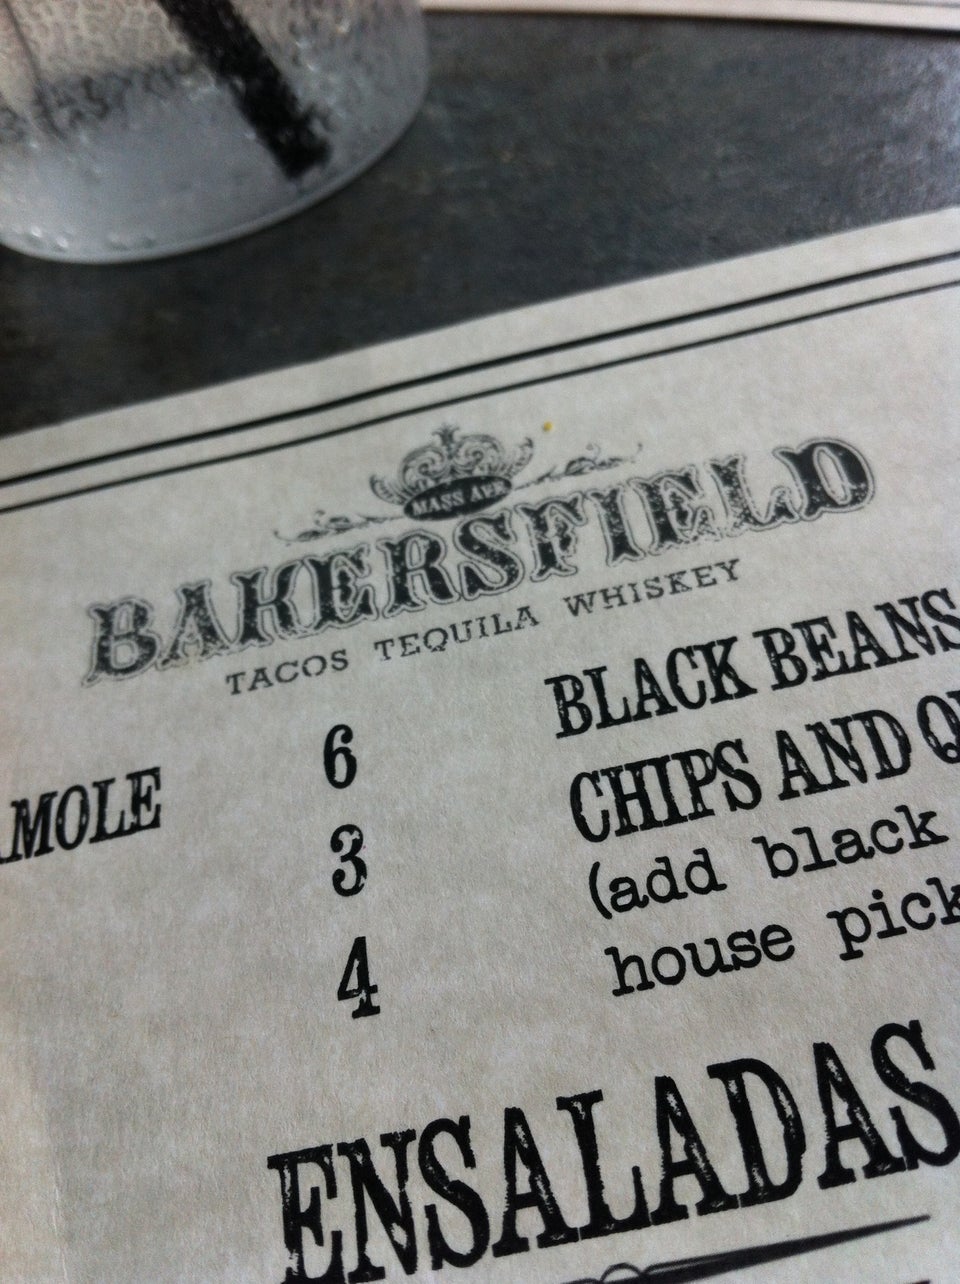 MASS AVE
BAKERSFIELD
TACOS TEQUILA WHISKEY
6
BLACK BEANS
MOLE
3
CHIPS AND
(add black
4
house
ENSALADAS